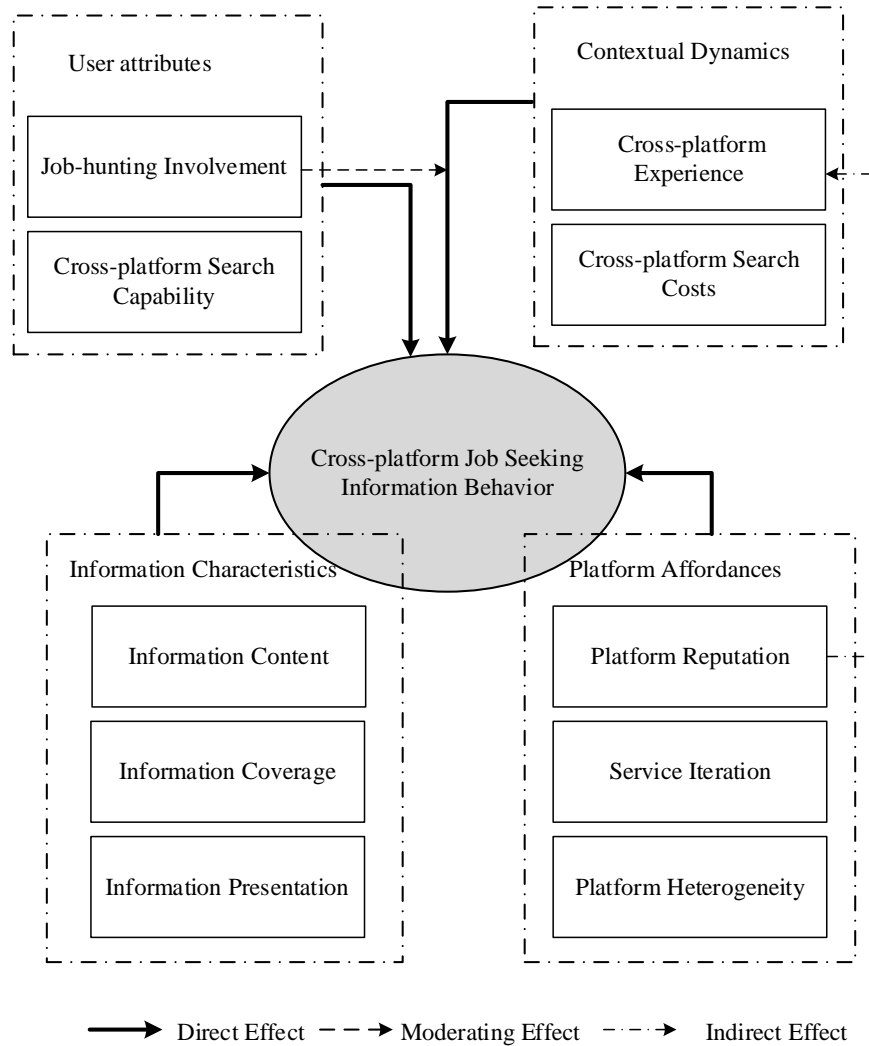 User attributes
Job-hunting Involvement
Cross-platform Search
Capability
Contextual Dynamics
Cross-platform
Experience
Cross-platform Search
Costs
Cross-platform Job Seeking
Information Behavior
Information Characteristics
Information Content
Information Coverage
Information Presentation
Platform Affordances
Platform Reputation
Service Iteration
Platform Heterogeneity
Direct Effect
Moderating Effect
Indirect Effect